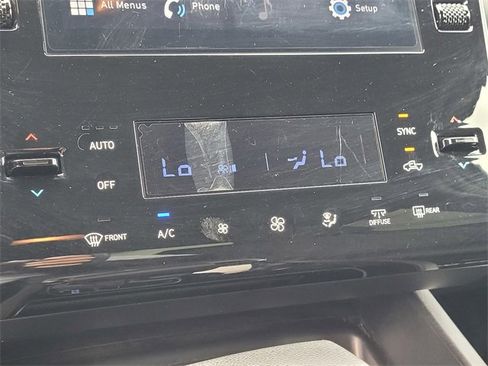 All Menus Phone Setup
AUTO SYNC
Lo Lo
OFF
FRONT A/C DIFFUSE REAR